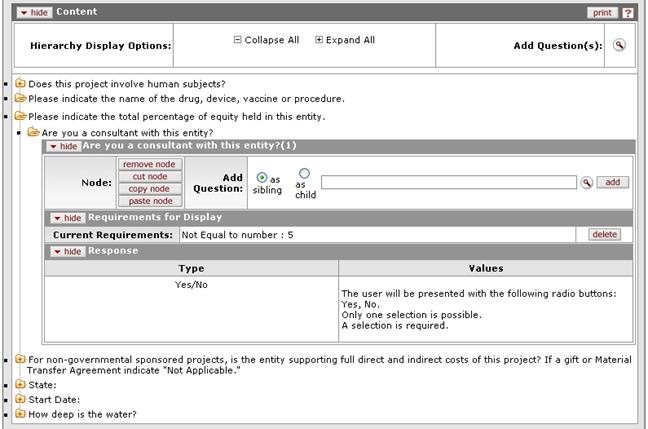 hide Content print ?
Hierarchy Display Options: Collapse All Expand All Add Question(s):
Does this project involve human subjects?
Please indicate the name of the drug, device, vaccine or procedure.
Please indicate the total percentage of equity held in this entity.
Are you a consultant with this entity?
hide Are you a consultant with this entity?(1)
Node:
remove node
cut node
copy node
paste node
Add Question:
as sibling
as child
add
hide Requirements for Display
Current Requirements: Not Equal to number : 5 delete
hide Response
Type Values
Yes/No
The user will be presented with the following radio buttons:
Yes, No.
Only one selection is possible.
A selection is required.
For non-governmental sponsored projects, is the entity supporting full direct and indirect costs of this project? If a gift or Material
Transfer Agreement indicate "Not Applicable."
State:
Start Date:
How deep is the water?